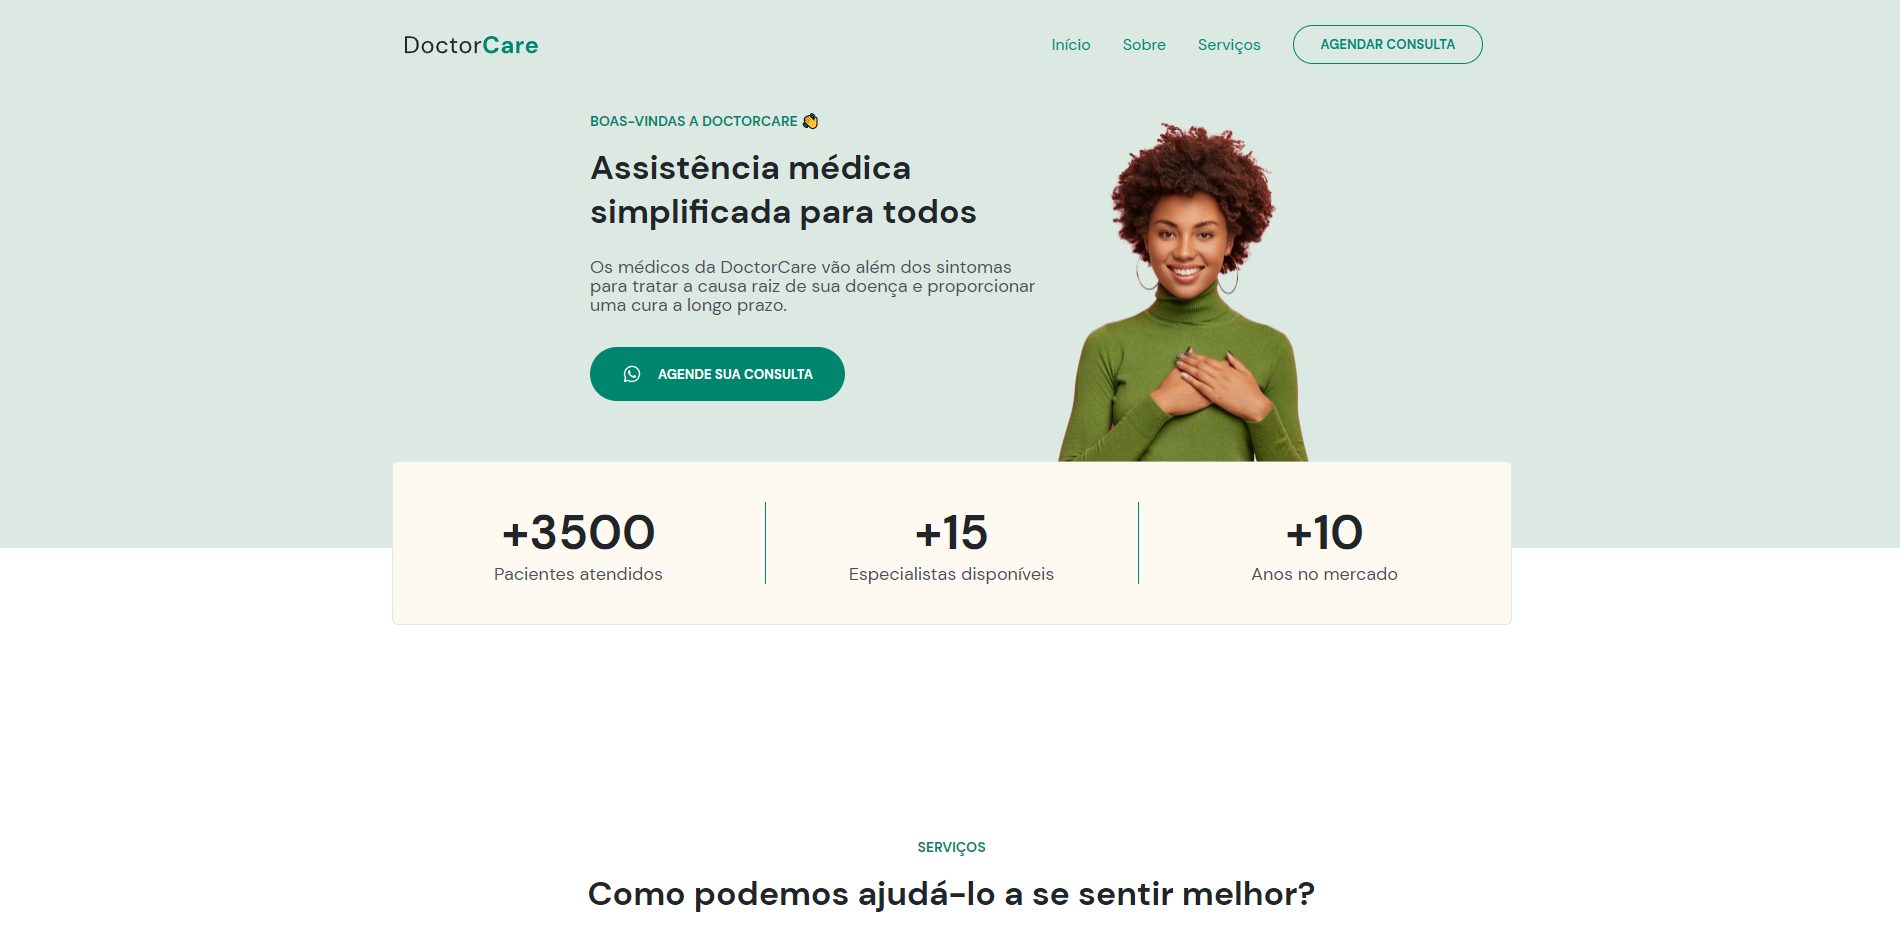 DoctorCare
Início
Sobre
Serviços
AGENDAR CONSULTA
BOAS-VINDAS A DOCTORCARE 👋
Assistência médica
simplificada para todos
Os médicos da DoctorCare vão além dos sintomas
para tratar a causa raiz de sua doença e proporcionar
uma cura a longo prazo.
AGENDE SUA CONSULTA
+3500
Pacientes atendidos
+15
Especialistas disponíveis
+10
Anos no mercado
SERVIÇOS
Como podemos ajudá-lo a se sentir melhor?